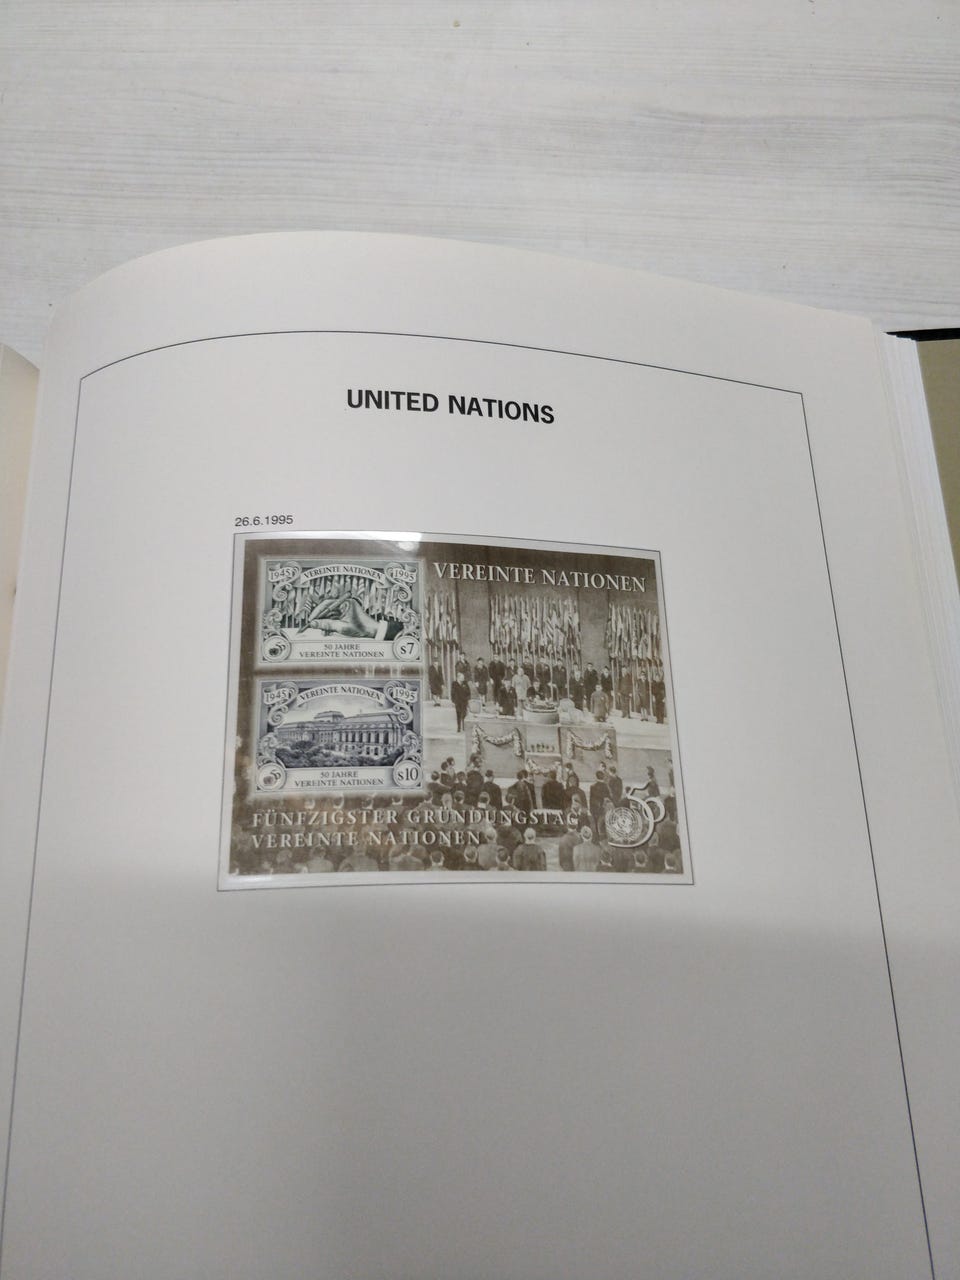 UNITED NATIONS
26.6.1995
VEREINTE NATIONEN
1945 VEREINTE NATIONEN 1995
50 JAHRE
VEREINTE NATIONEN
s7
1945 VEREINTE NATIONEN 1995
50 JAHRE
VEREINTE NATIONEN
s10
FÜNFZIGSTER GRÜNDUNGSTAG
VEREINTE NATIONEN
50